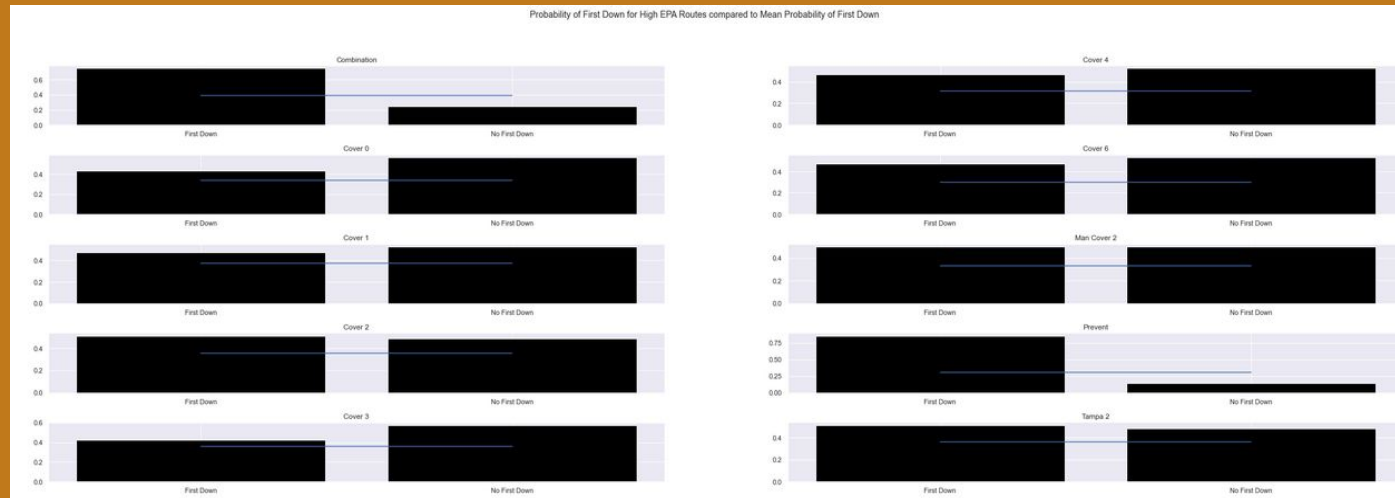 Probability of First Down for High EPA Routes compared to Mean Probability of First Down
Combination
0.6
0.4
0.2
0.0
First Down No First Down
Cover 0
0.4
0.2
0.0
First Down No First Down
Cover 1
0.4
0.2
0.0
First Down No First Down
Cover 2
0.4
0.2
0.0
First Down No First Down
Cover 3
0.6
0.4
0.2
0.0
First Down No First Down
Cover 4
0.4
0.2
0.0
First Down No First Down
Cover 6
0.4
0.2
0.0
First Down No First Down
Man Cover 2
0.4
0.2
0.0
First Down No First Down
Prevent
0.75
0.50
0.25
0.00
First Down No First Down
Tampa 2
0.4
0.2
0.0
First Down No First Down